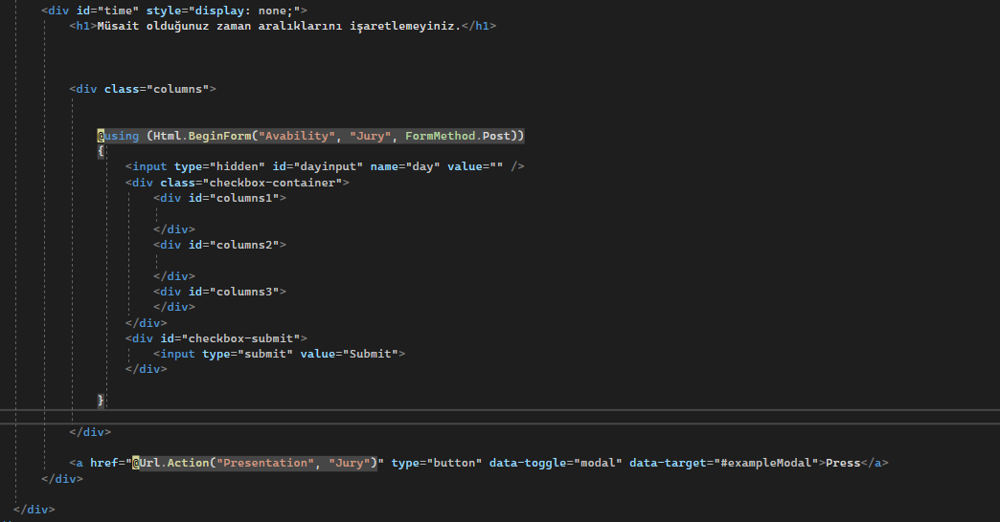 <div id="time" style="display: none;">
<h1>Müsait olduğunuz zaman aralıklarını işaretlemeyiniz.</h1>
<div class="columns">
@using (Html.BeginForm("Avability", "Jury", FormMethod.Post))
{
<input type="hidden" id="dayinput" name="day" value="" />
<div class="checkbox-container">
<div id="columns1">
</div>
<div id="columns2">
</div>
<div id="columns3">
</div>
</div>
<div id="checkbox-submit">
<input type="submit" value="Submit">
</div>
}
</div>
<a href="@Url.Action("Presentation", "Jury")" type="button" data-toggle="modal" data-target="#exampleModal">Press</a>
</div>
</div>